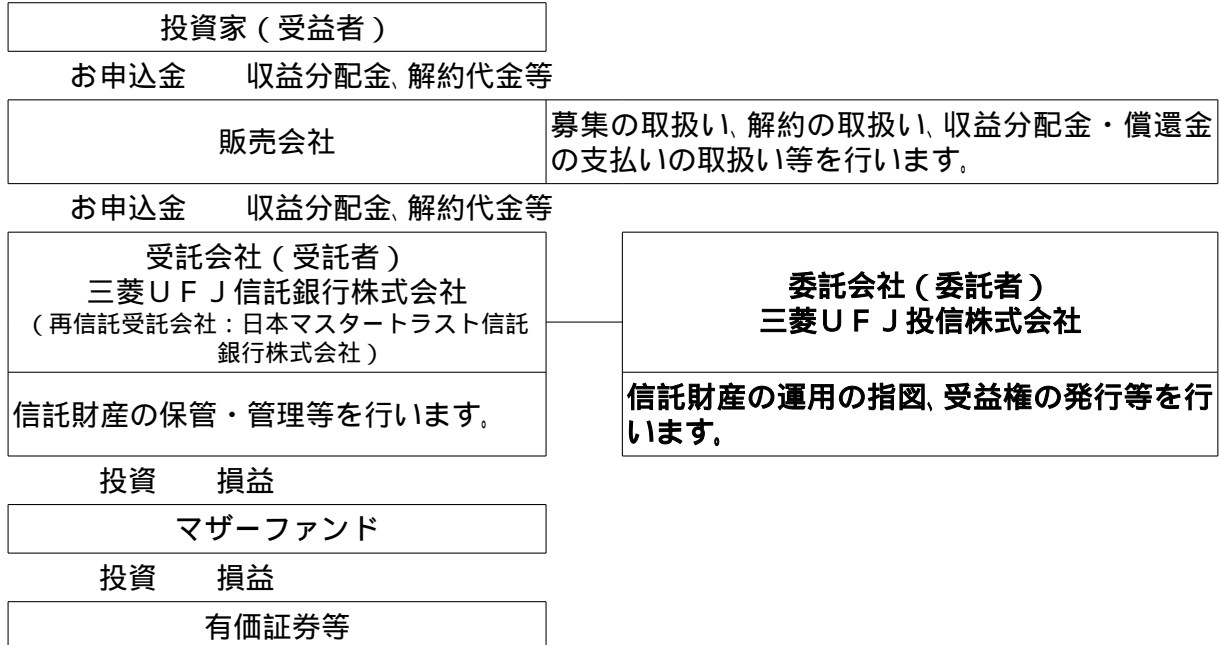 投資家（受益者）
お申込金　　収益分配金、解約代金等
販売会社
募集の取扱い、解約の取扱い、収益分配金・償還金
の支払いの取扱い等を行います。
お申込金　　収益分配金、解約代金等
受託会社（受託者）
三菱ＵＦＪ信託銀行株式会社
（再信託受託会社：日本マスタートラスト信託
銀行株式会社）
委託会社（委託者）
三菱ＵＦＪ投信株式会社
信託財産の保管・管理等を行います。
信託財産の運用の指図、受益権の発行等を行
います。
投資　　損益
マザーファンド
投資　　損益
有価証券等